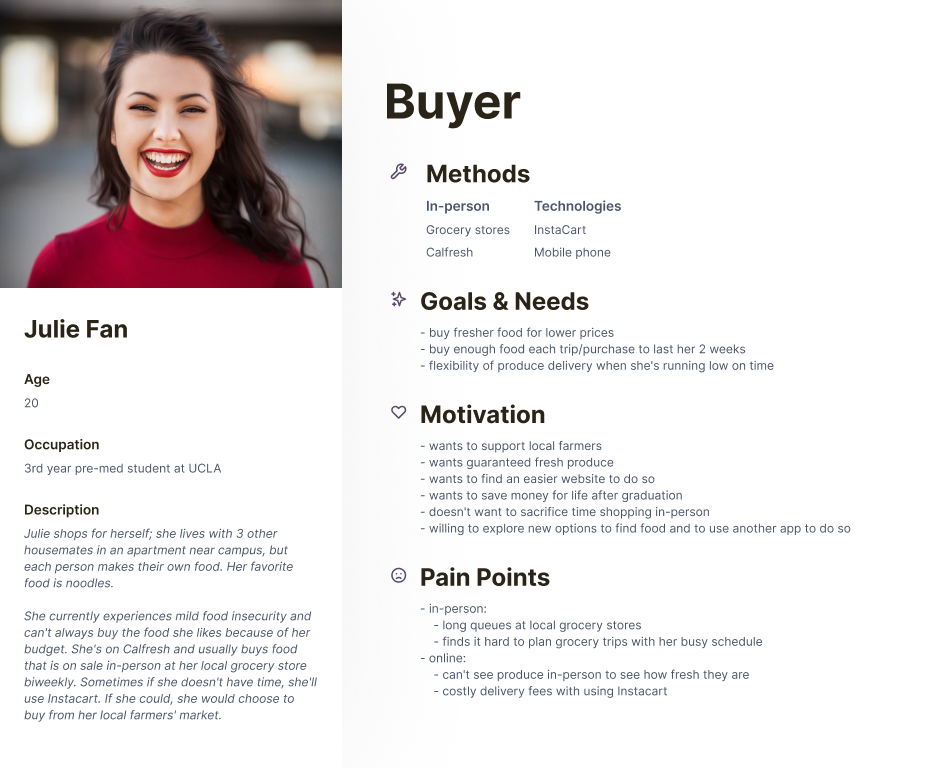 Julie Fan
Age
20
Occupation
3rd year pre-med student at UCLA
Description
Julie shops for herself; she lives with 3 other
housemates in an apartment near campus, but
each person makes their own food. Her favorite
food is noodles.
She currently experiences mild food insecurity and
can't always buy the food she likes because of her
budget. She's on Calfresh and usually buys food
that is on sale in-person at her local grocery store
biweekly. Sometimes if she doesn't have time, she'll
use Instacart. If she could, she would choose to
buy from her local farmers' market.
Buyer
Methods
In-person Technologies
Grocery stores InstaCart
Calfresh Mobile phone
Goals & Needs
- buy fresher food for lower prices
- buy enough food each trip/purchase to last her 2 weeks
- flexibility of produce delivery when she's running low on time
Motivation
- wants to support local farmers
- wants guaranteed fresh produce
- wants to find an easier website to do so
- wants to save money for life after graduation
- doesn't want to sacrifice time shopping in-person
- willing to explore new options to find food and to use another app to do so
Pain Points
- in-person:
- long queues at local grocery stores
- finds it hard to plan grocery trips with her busy schedule
- online:
- can't see produce in-person to see how fresh they are
- costly delivery fees with using Instacart